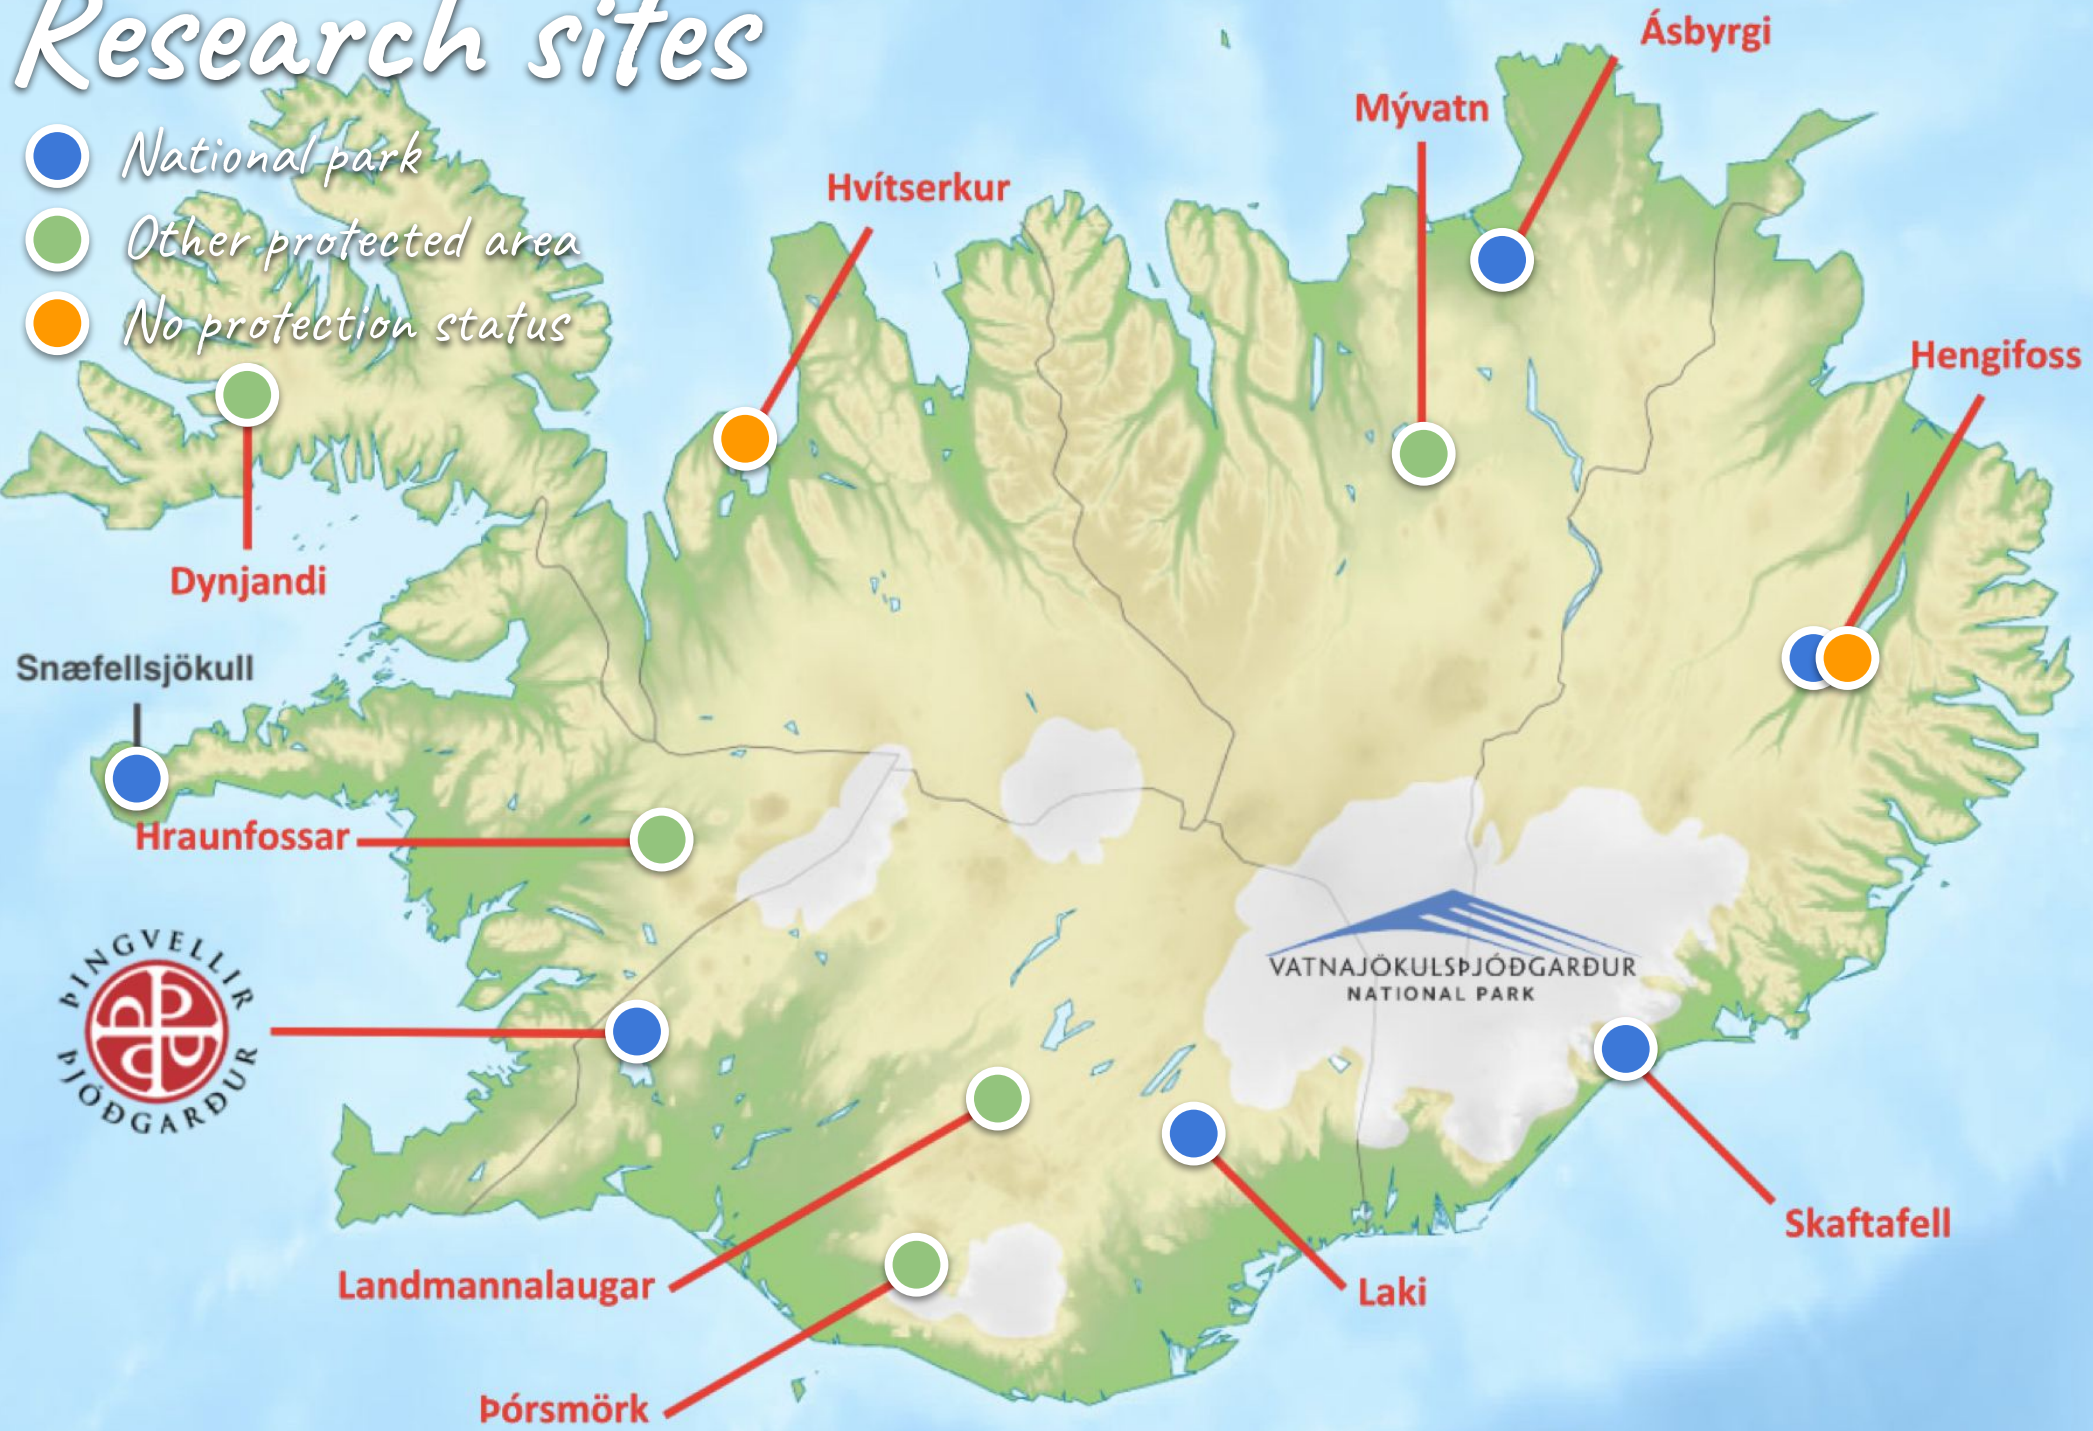 Research sites
National park
Other protected area
No protection status
Ásbyrgi
Mývatn
Hvítserkur
Hengifoss
Dynjandi
Snæfellsjökull
Hraunfossar
ÞINGVELLIR
ÞJÓÐGARÐUR
VATNAJÖKULSÞJÓÐGARÐUR
NATIONAL PARK
Skaftafell
Landmannalaugar
Laki
Þórsmörk